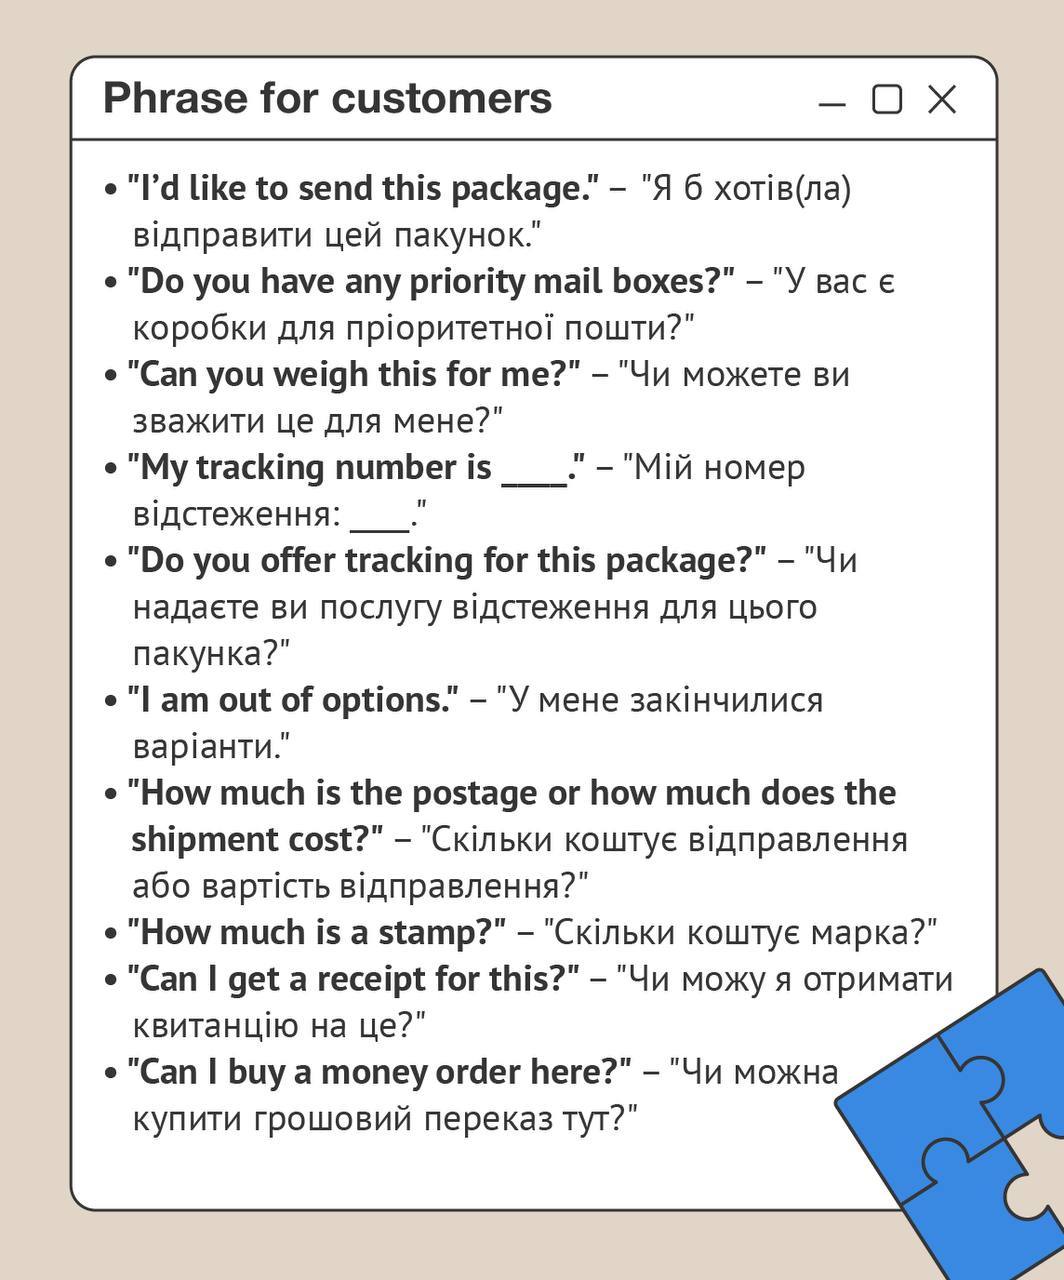 Phrase for customers
• "I’d like to send this package." – "Я б хотів(ла)
відправити цей пакунок."
• "Do you have any priority mail boxes?" – "У вас є
коробки для пріоритетної пошти?"
• "Can you weigh this for me?" – "Чи можете ви
зважити це для мене?"
• "My tracking number is ____." – "Мій номер
відстеження: ____."
• "Do you offer tracking for this package?" – "Чи
надаєте ви послугу відстеження для цього
пакунка?"
• "I am out of options." – "У мене закінчилися
варіанти."
• "How much is the postage or how much does the
shipment cost?" – "Скільки коштує відправлення
або вартість відправлення?"
• "How much is a stamp?" – "Скільки коштує марка?"
• "Can I get a receipt for this?" – "Чи можу я отримати
квитанцію на це?"
• "Can I buy a money order here?" – "Чи можна
купити грошовий переказ тут?"